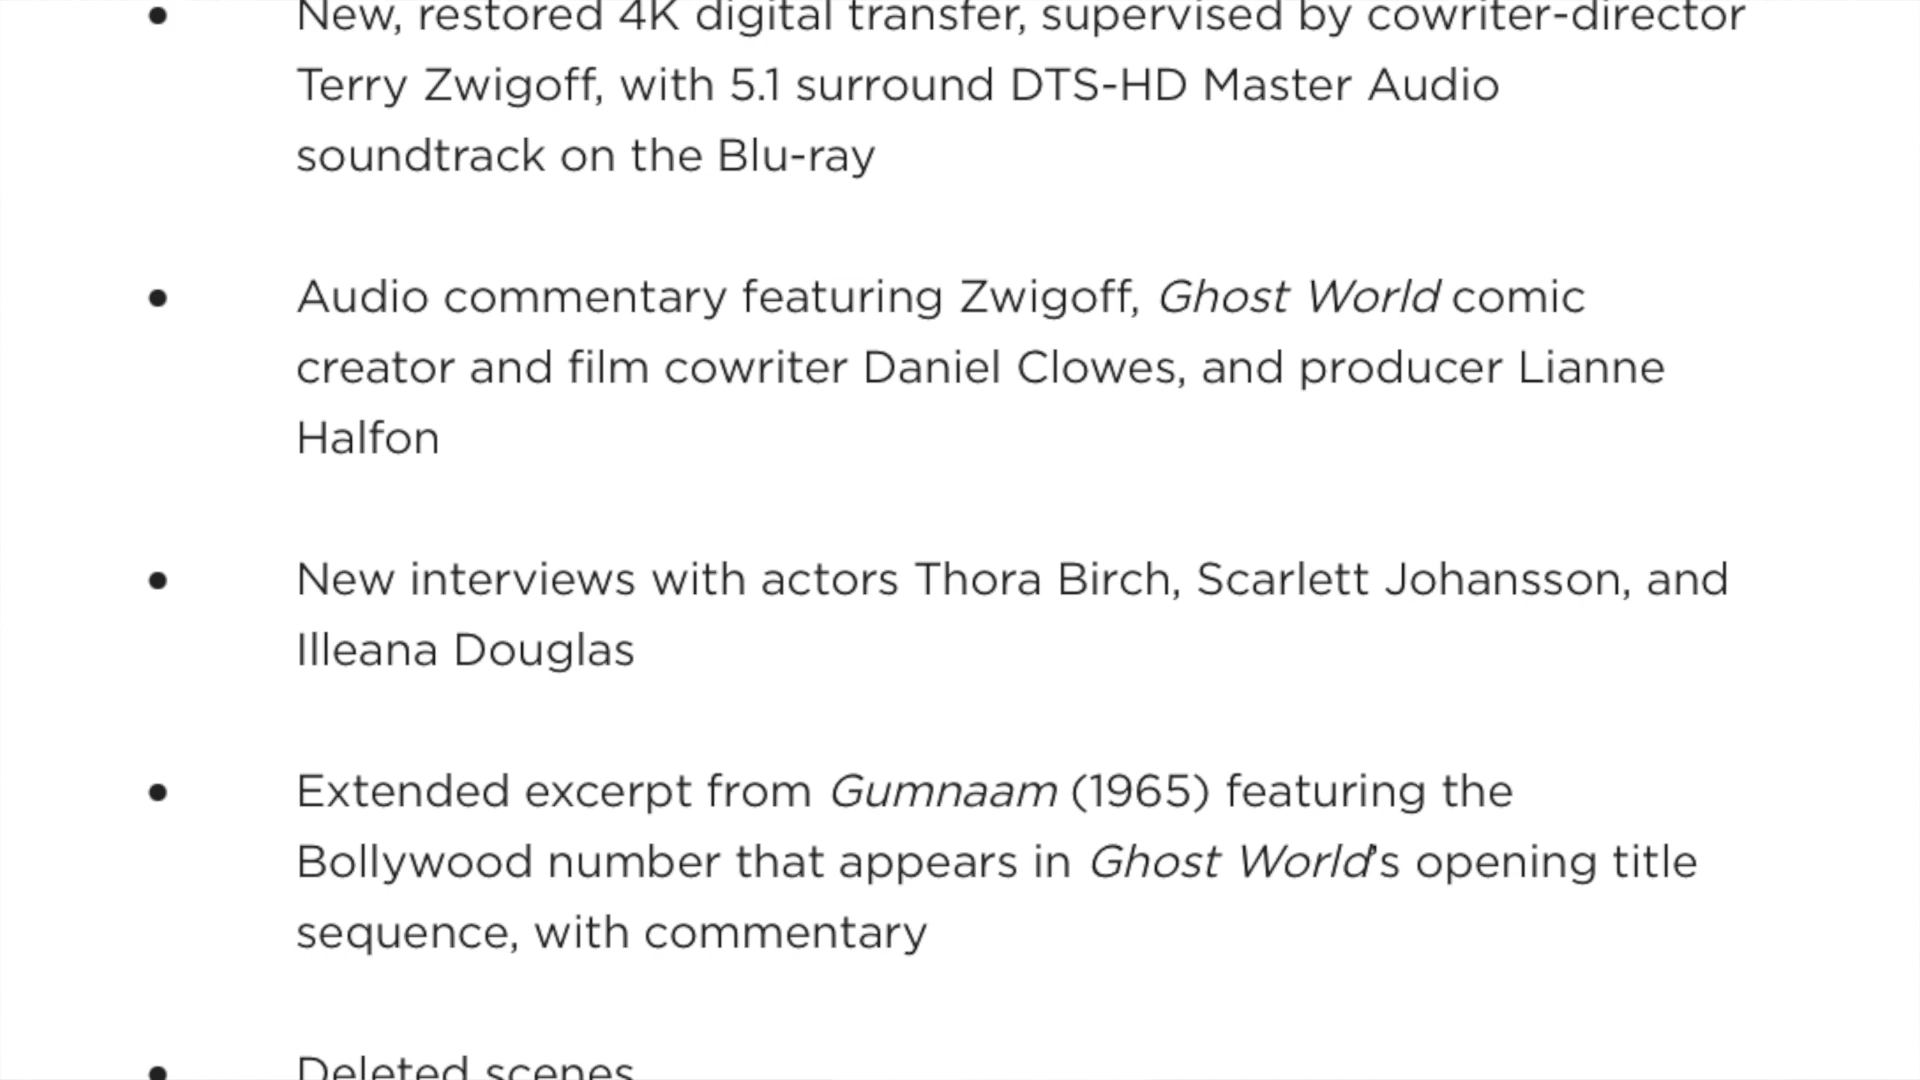 • New, restored 4K digital transfer, supervised by cowriter-director
Terry Zwigoff, with 5.1 surround DTS-HD Master Audio
soundtrack on the Blu-ray
• Audio commentary featuring Zwigoff, Ghost World comic
creator and film cowriter Daniel Clowes, and producer Lianne
Halfon
• New interviews with actors Thora Birch, Scarlett Johansson, and
Illeana Douglas
• Extended excerpt from Gumnaam (1965) featuring the
Bollywood number that appears in Ghost World's opening title
sequence, with commentary
• Deleted scenes